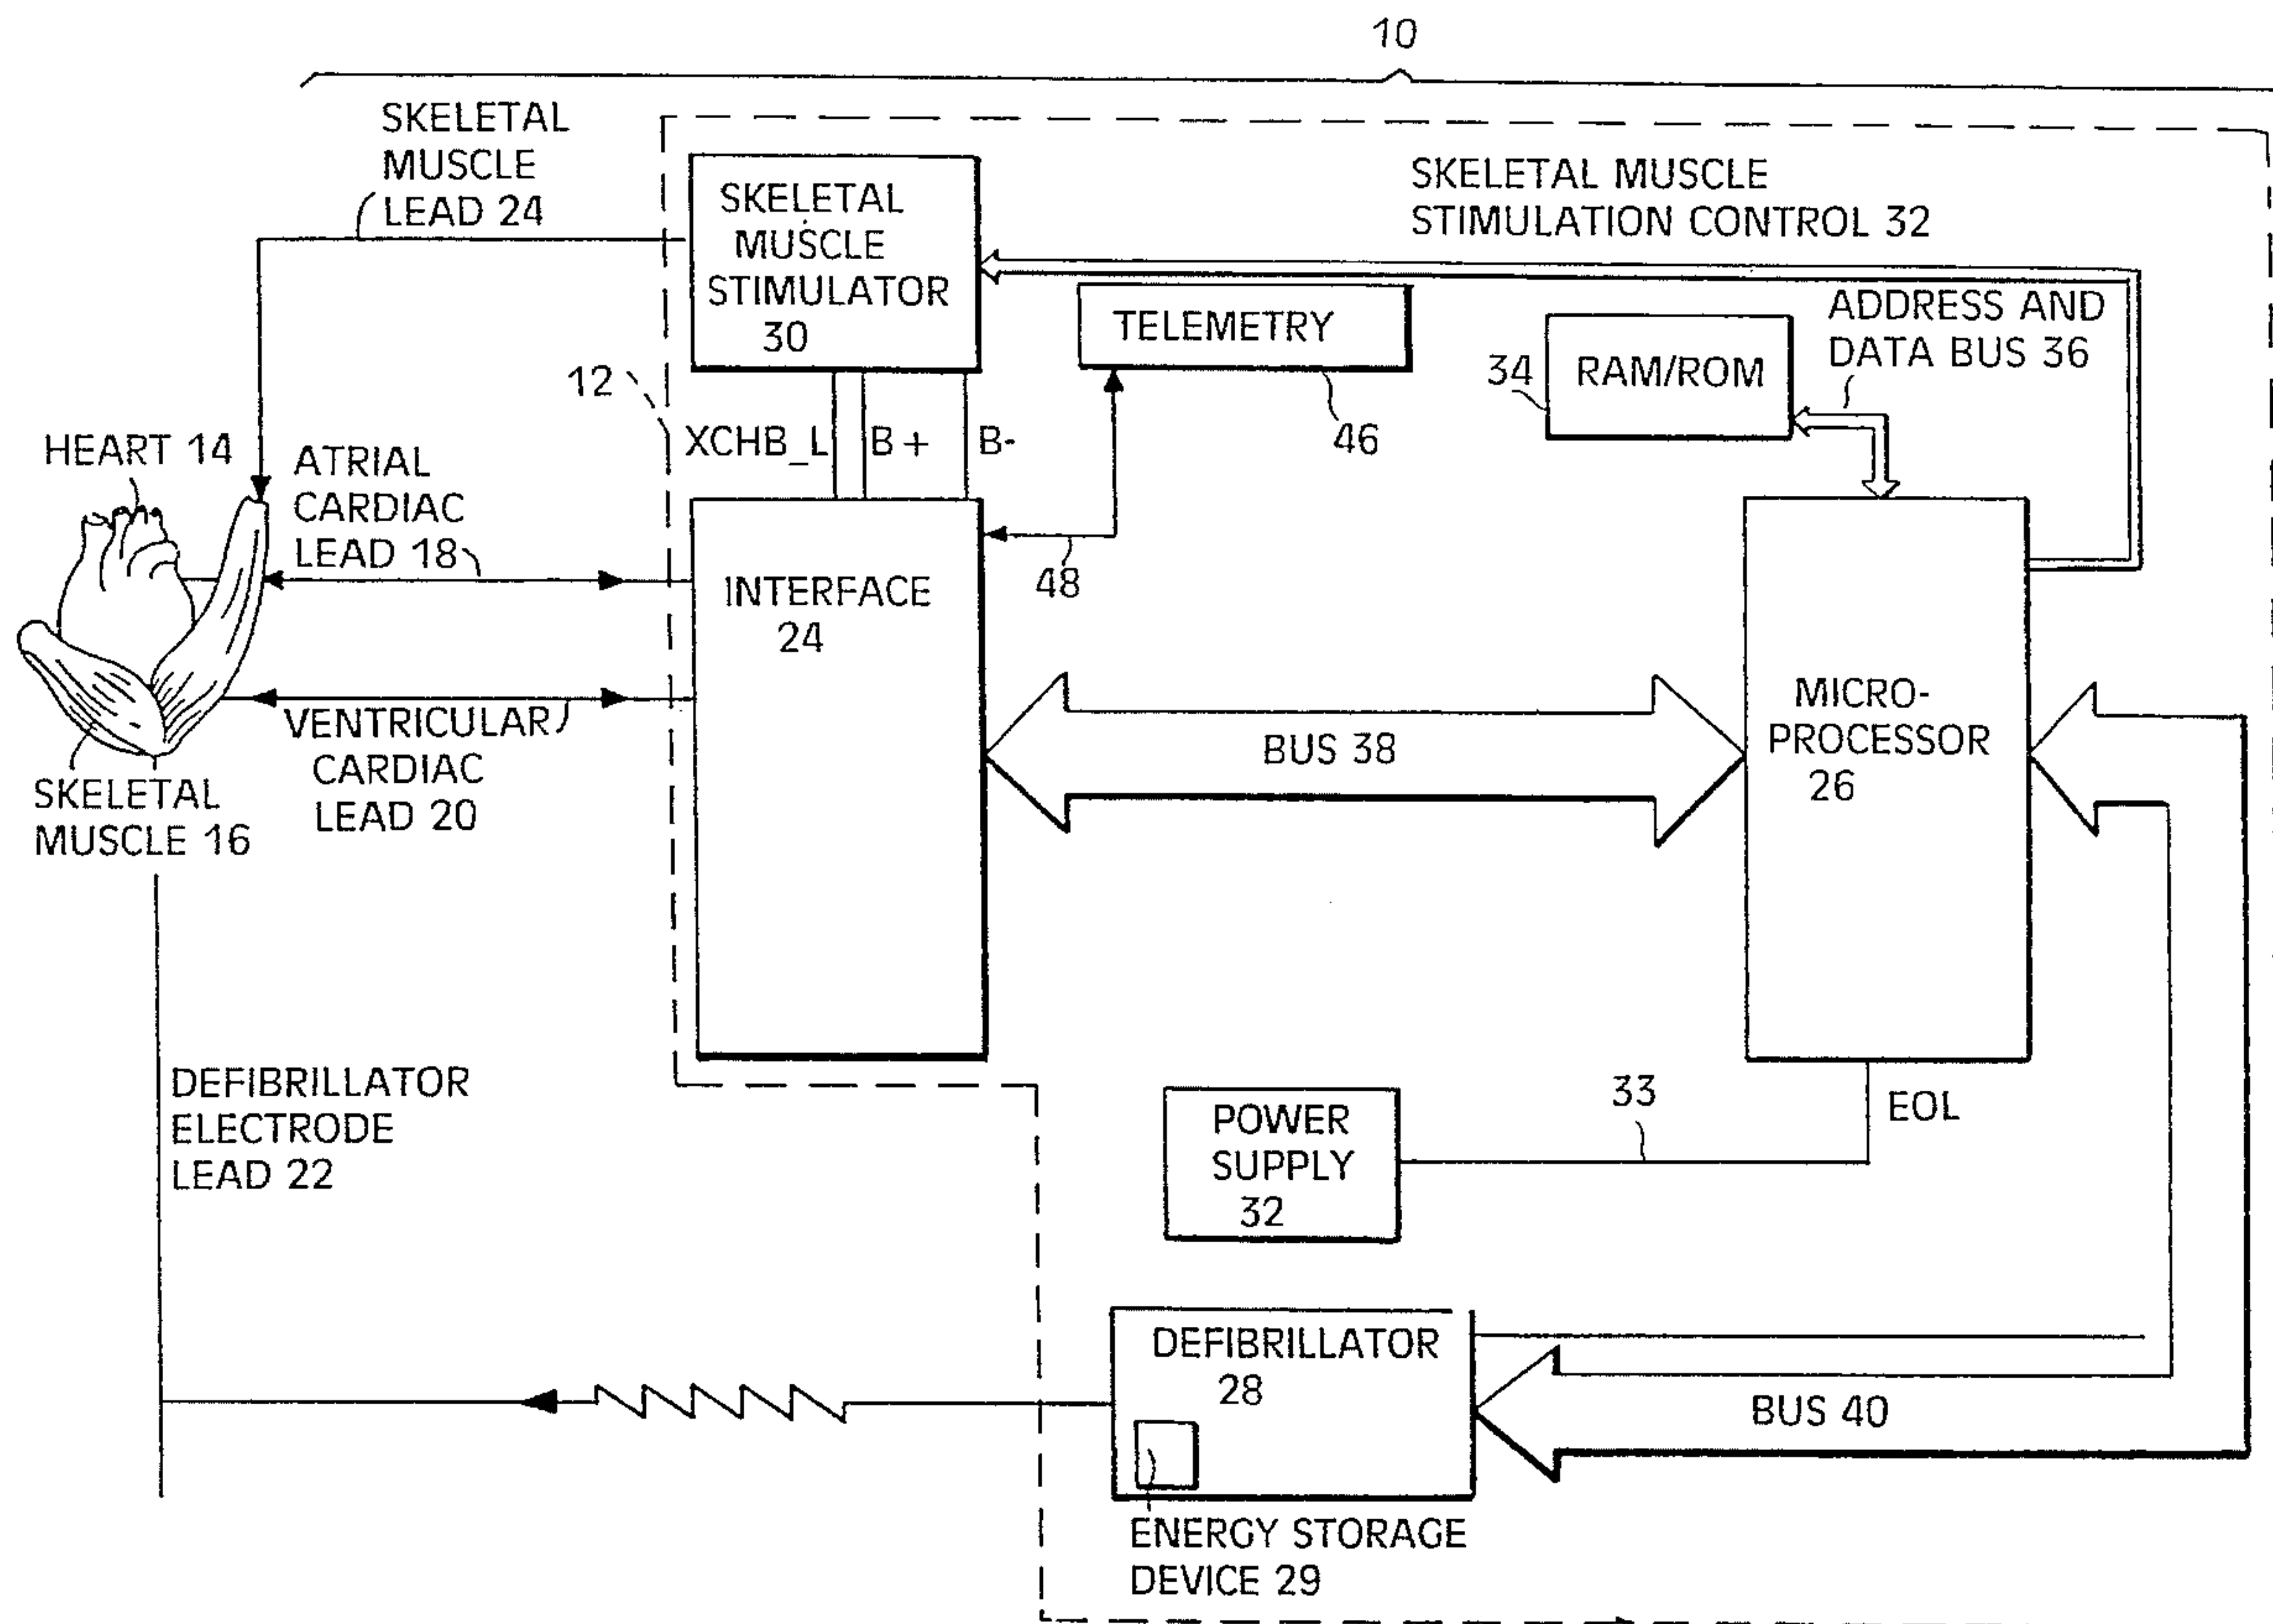 10
SKELETAL
MUSCLE
LEAD 24
SKELETAL
MUSCLE
STIMULATOR
30
SKELETAL MUSCLE
STIMULATION CONTROL 32
TELEMETRY
46
34
RAM/ROM
ADDRESS AND
DATA BUS 36
12
XCHB_L
B+
B-
HEART 14
ATRIAL
CARDIAC
LEAD 18
48
INTERFACE
24
BUS 38
MICRO-
PROCESSOR
26
VENTRICULAR
CARDIAC
LEAD 20
SKELETAL
MUSCLE 16
DEFIBRILLATOR
ELECTRODE
LEAD 22
POWER
SUPPLY
32
33
EOL
DEFIBRILLATOR
28
BUS 40
ENERGY STORAGE
DEVICE 29